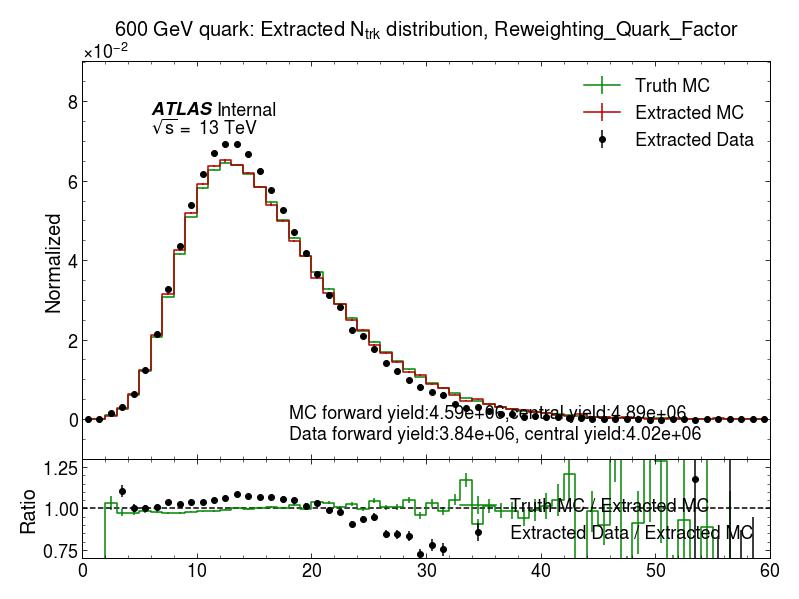 600 GeV quark: Extracted N_trk distribution, Reweighting_Quark_Factor
×10⁻²
ATLAS Internal
√s = 13 TeV
Truth MC
Extracted MC
Extracted Data
Normalized
8
6
4
2
0
MC forward yield:4.59e+06, central yield:4.89e+06
Data forward yield:3.84e+06, central yield:4.02e+06
Ratio
1.25
1.00
0.75
Truth MC / Extracted MC
Extracted Data / Extracted MC
0 10 20 30 40 50 60